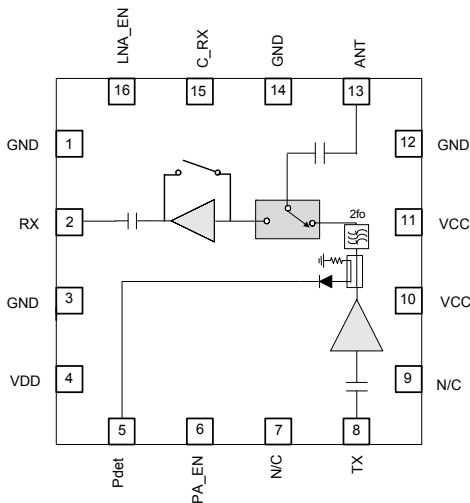 LNA_EN
C_RX
GND
ANT
16
15
14
13
GND
1
12
GND
RX
2
2fo
11
VCC
GND
3
10
VCC
VDD
4
9
N/C
5
6
7
8
Pdet
PA_EN
N/C
TX